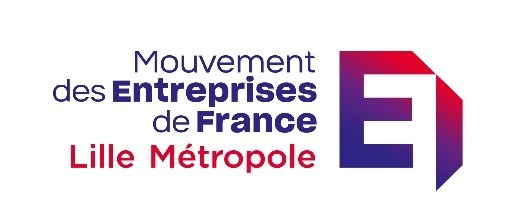 Mouvement
des Entreprises
de France
Lille Métropole
E